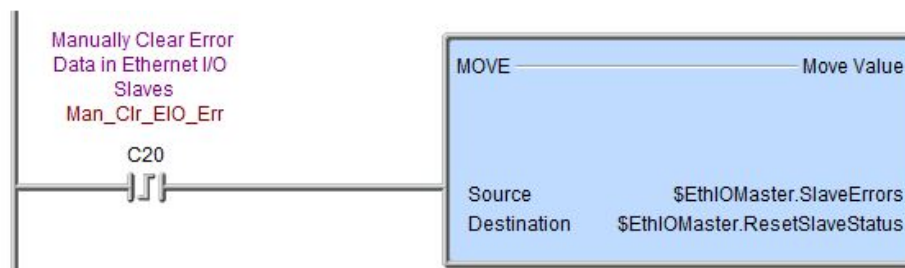 Manually Clear Error
Data in Ethernet I/O
Slaves
Man_Clr_EIO_Err
C20
MOVE Move Value
Source $EthIOMaster.SlaveErrors
Destination $EthIOMaster.ResetSlaveStatus